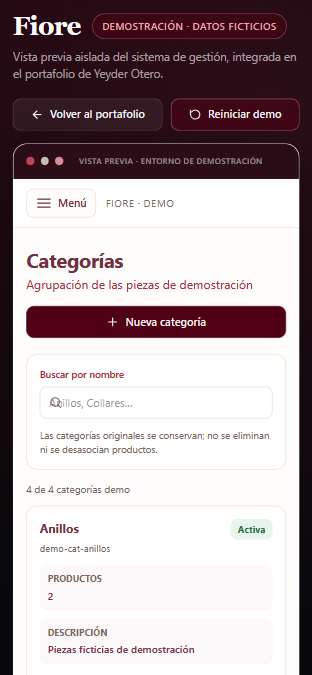 Fiore
DEMOSTRACIÓN · DATOS FICTICIOS
Vista previa aislada del sistema de gestión, integrada en
el portafolio de Yeyder Otero.
← Volver al portafolio
Reiniciar demo
VISTA PREVIA · ENTORNO DE DEMOSTRACIÓN
Menú
FIORE · DEMO
Categorías
Agrupación de las piezas de demostración
+ Nueva categoría
Buscar por nombre
Anillos, Collares...
Las categorías originales se conservan; no se eliminan
ni se desasocian productos.
4 de 4 categorías demo
Anillos
Activa
demo-cat-anillos
PRODUCTOS
2
DESCRIPCIÓN
Piezas ficticias de demostración